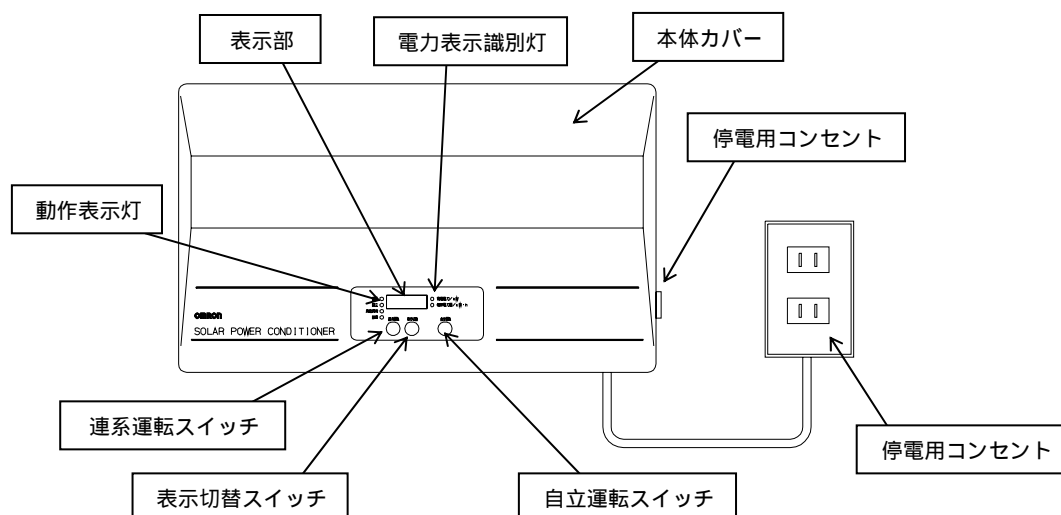 表示部
電力表示識別灯
本体カバー
停電用コンセント
動作表示灯
omron
SOLAR POWER CONDITIONER
連系運転スイッチ
停電用コンセント
表示切替スイッチ
自立運転スイッチ